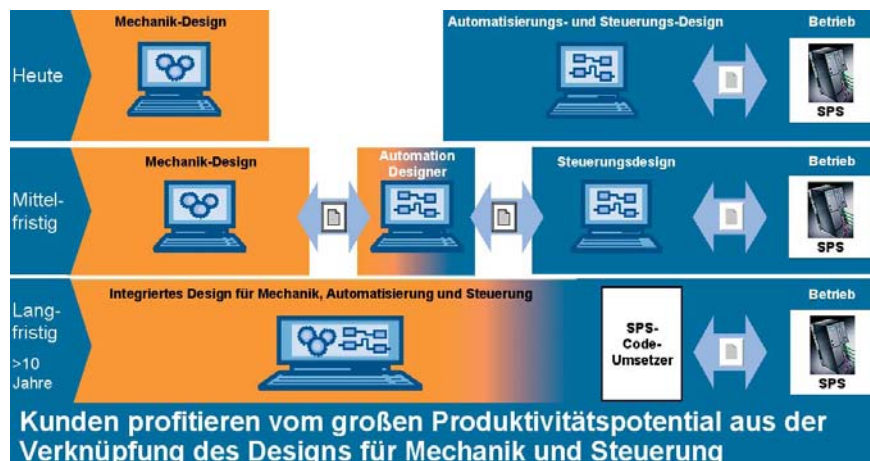 Mechanik-Design
Automatisierungs- und Steuerungs-Design
Betrieb
Heute
SPS
Mechanik-Design
Automation
Designer
Steuerungsdesign
Betrieb
Mittel-
fristig
SPS
Integriertes Design für Mechanik, Automatisierung und Steuerung
Betrieb
Lang-
fristig
>10
Jahre
SPS-
Code-
Umsetzer
SPS
Kunden profitieren vom großen Produktivitätspotential aus der
Verknüpfung des Designs für Mechanik und Steuerung